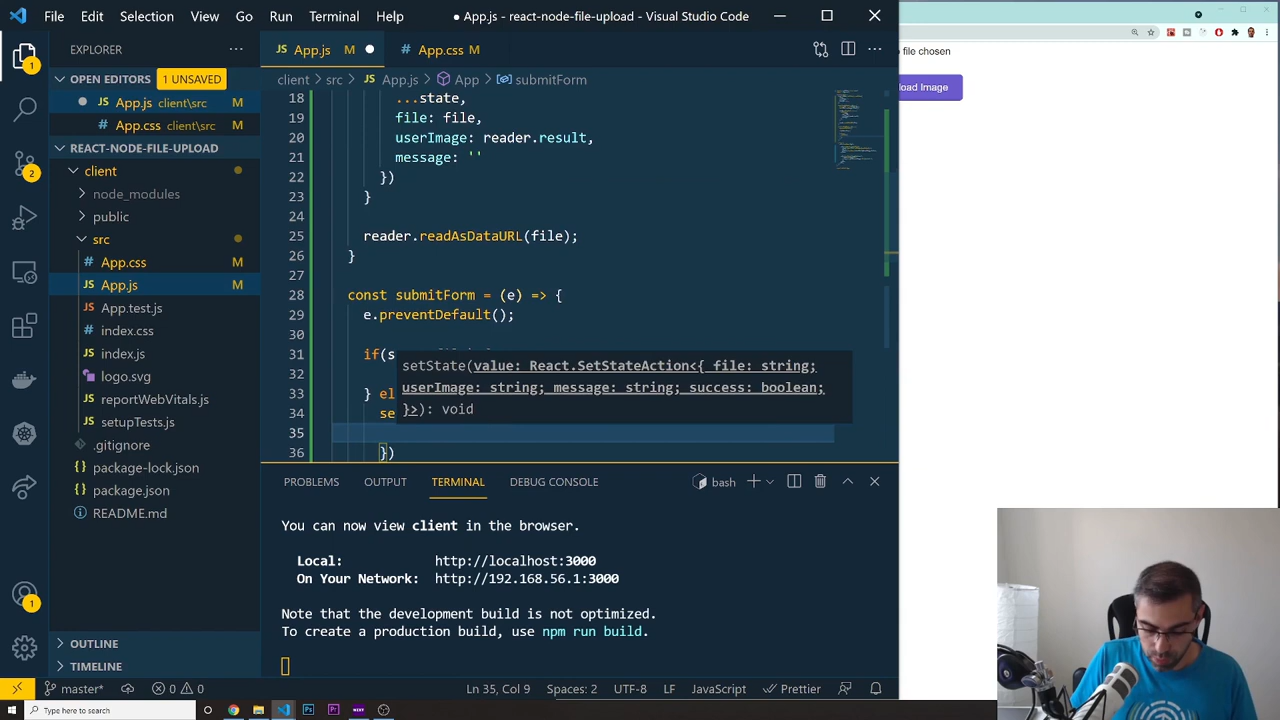 File Edit Selection View Go Run Terminal Help
● App.js - react-node-file-upload - Visual Studio Code
EXPLORER
OPEN EDITORS 1 UNSAVED
App.js client\src M
App.css client\src M
REACT-NODE-FILE-UPLOAD
client
node_modules
public
src
App.css M
App.js M
App.test.js
index.css
index.js
logo.svg
reportWebVitals.js
setupTests.js
.gitignore
package-lock.json
package.json
README.md
OUTLINE
TIMELINE
App.js M
App.css M
client > src > App.js > App > submitForm
18 ...state,
19 file: file,
20 userImage: reader.result,
21 message: ''
22 })
23 }
24
25 reader.readAsDataURL(file);
26 }
27
28 const submitForm = (e) => {
29 e.preventDefault();
30
31 if(s
32
33 } el
34 se
35
36 })
setState(value: React.SetStateAction<{ file: string;
userImage: string; message: string; success: boolean;
}>): void
PROBLEMS OUTPUT TERMINAL DEBUG CONSOLE
bash
You can now view client in the browser.
Local: http://localhost:3000
On Your Network: http://192.168.56.1:3000
Note that the development build is not optimized.
To create a production build, use npm run build.
file chosen
load Image
1
2
1
master*
0 0
Ln 35, Col 9 Spaces: 2 UTF-8 LF JavaScript Prettier
Type here to search